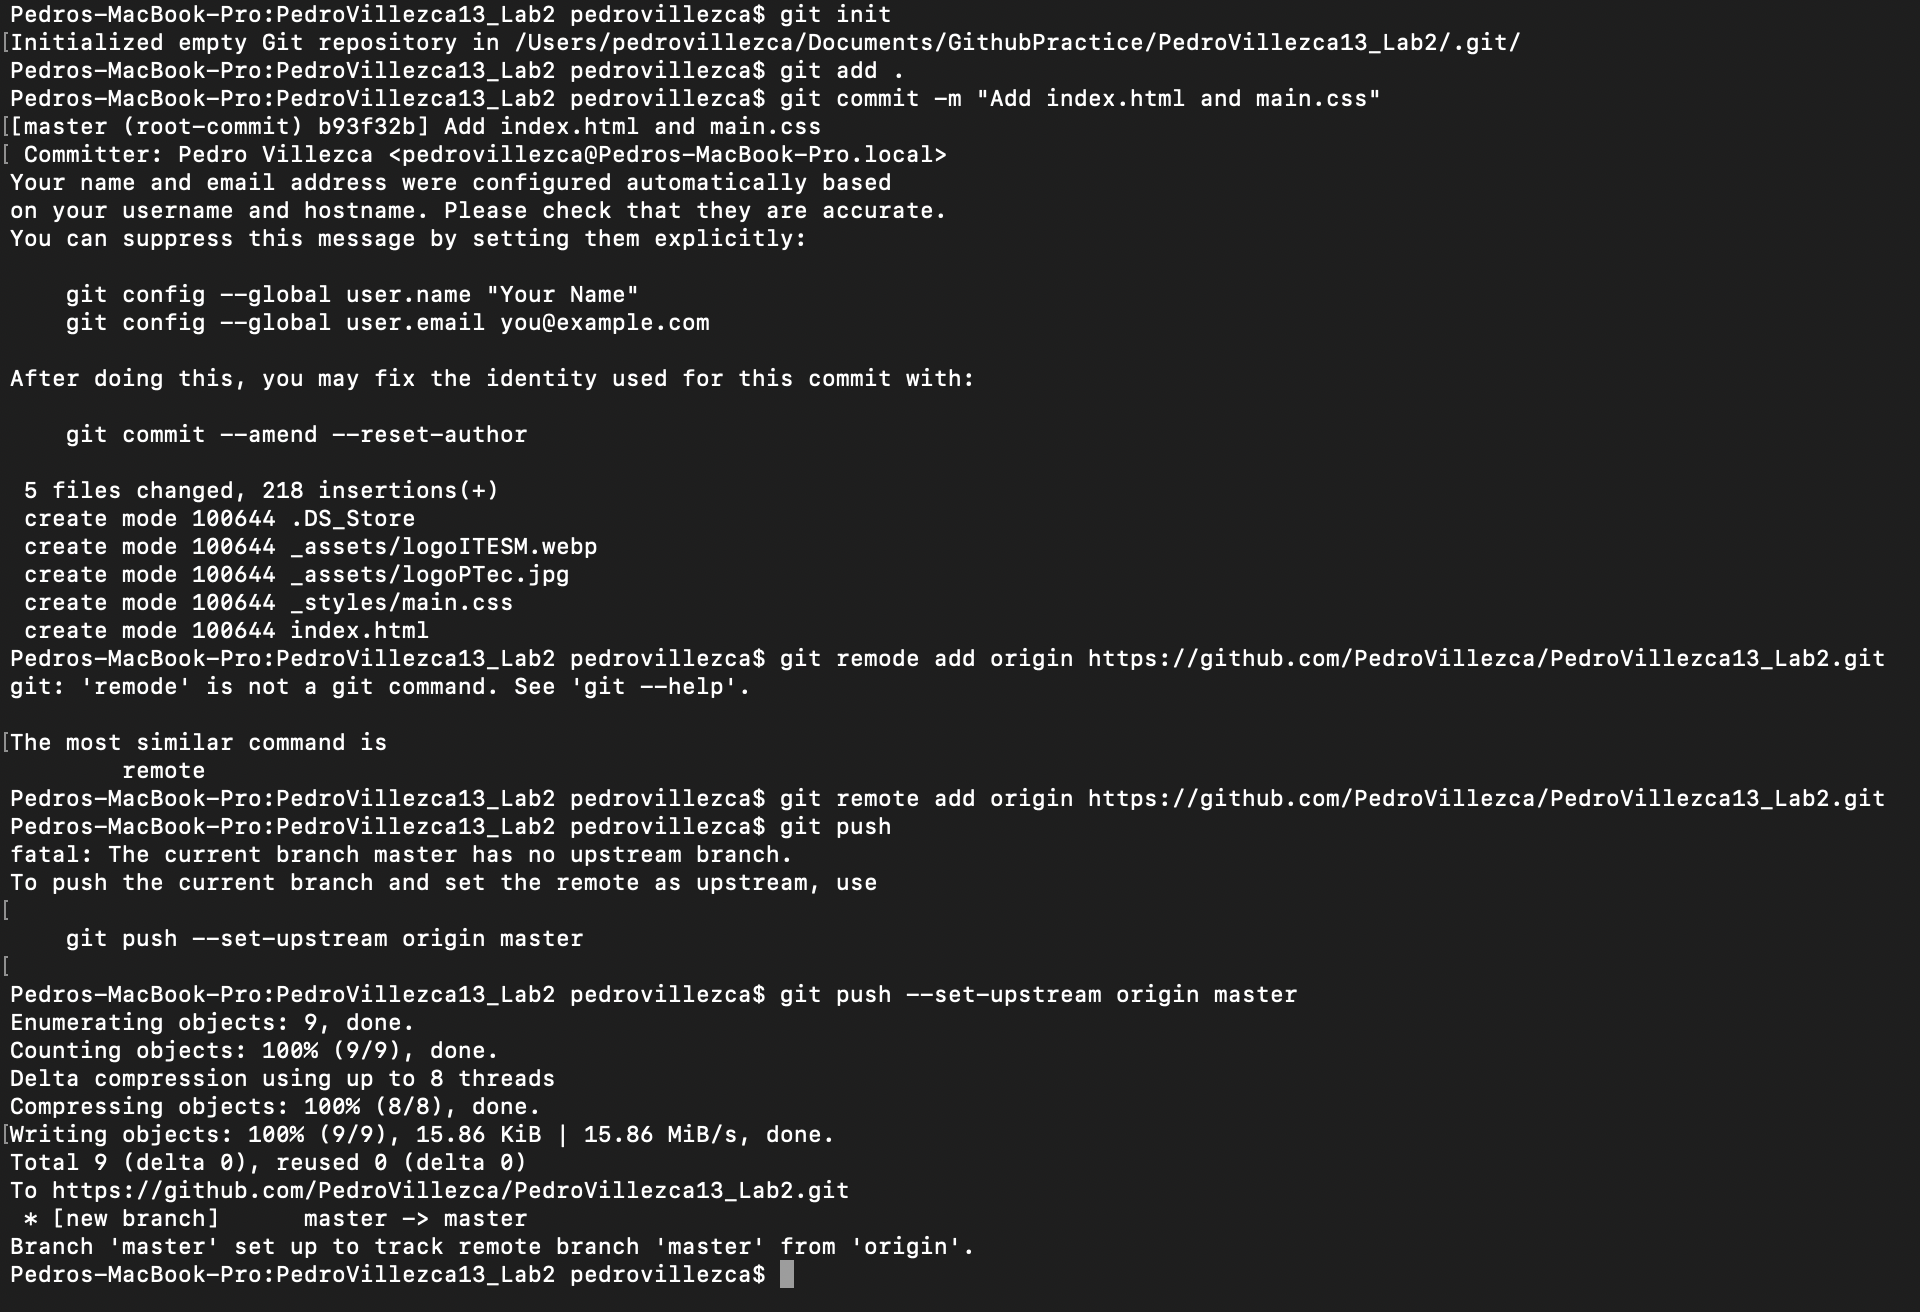 Pedros-MacBook-Pro:PedroVillezca13_Lab2 pedrovillezca$ git init
[Initialized empty Git repository in /Users/pedrovillezca/Documents/GithubPractice/PedroVillezca13_Lab2/.git/
Pedros-MacBook-Pro:PedroVillezca13_Lab2 pedrovillezca$ git add .
Pedros-MacBook-Pro:PedroVillezca13_Lab2 pedrovillezca$ git commit -m "Add index.html and main.css"
[[master (root-commit) b93f32b] Add index.html and main.css
[ Committer: Pedro Villezca <pedrovillezca@Pedros-MacBook-Pro.local>
Your name and email address were configured automatically based
on your username and hostname. Please check that they are accurate.
You can suppress this message by setting them explicitly:

    git config --global user.name "Your Name"
    git config --global user.email you@example.com

After doing this, you may fix the identity used for this commit with:

    git commit --amend --reset-author

 5 files changed, 218 insertions(+)
 create mode 100644 .DS_Store
 create mode 100644 _assets/logoITESM.webp
 create mode 100644 _assets/logoPTec.jpg
 create mode 100644 _styles/main.css
 create mode 100644 index.html
Pedros-MacBook-Pro:PedroVillezca13_Lab2 pedrovillezca$ git remode add origin https://github.com/PedroVillezca/PedroVillezca13_Lab2.git
git: 'remode' is not a git command. See 'git --help'.

[The most similar command is
        remote
Pedros-MacBook-Pro:PedroVillezca13_Lab2 pedrovillezca$ git remote add origin https://github.com/PedroVillezca/PedroVillezca13_Lab2.git
Pedros-MacBook-Pro:PedroVillezca13_Lab2 pedrovillezca$ git push
fatal: The current branch master has no upstream branch.
To push the current branch and set the remote as upstream, use
[
    git push --set-upstream origin master
[
Pedros-MacBook-Pro:PedroVillezca13_Lab2 pedrovillezca$ git push --set-upstream origin master
Enumerating objects: 9, done.
Counting objects: 100% (9/9), done.
Delta compression using up to 8 threads
Compressing objects: 100% (8/8), done.
[Writing objects: 100% (9/9), 15.86 KiB | 15.86 MiB/s, done.
Total 9 (delta 0), reused 0 (delta 0)
To https://github.com/PedroVillezca/PedroVillezca13_Lab2.git
 * [new branch]      master -> master
Branch 'master' set up to track remote branch 'master' from 'origin'.
Pedros-MacBook-Pro:PedroVillezca13_Lab2 pedrovillezca$